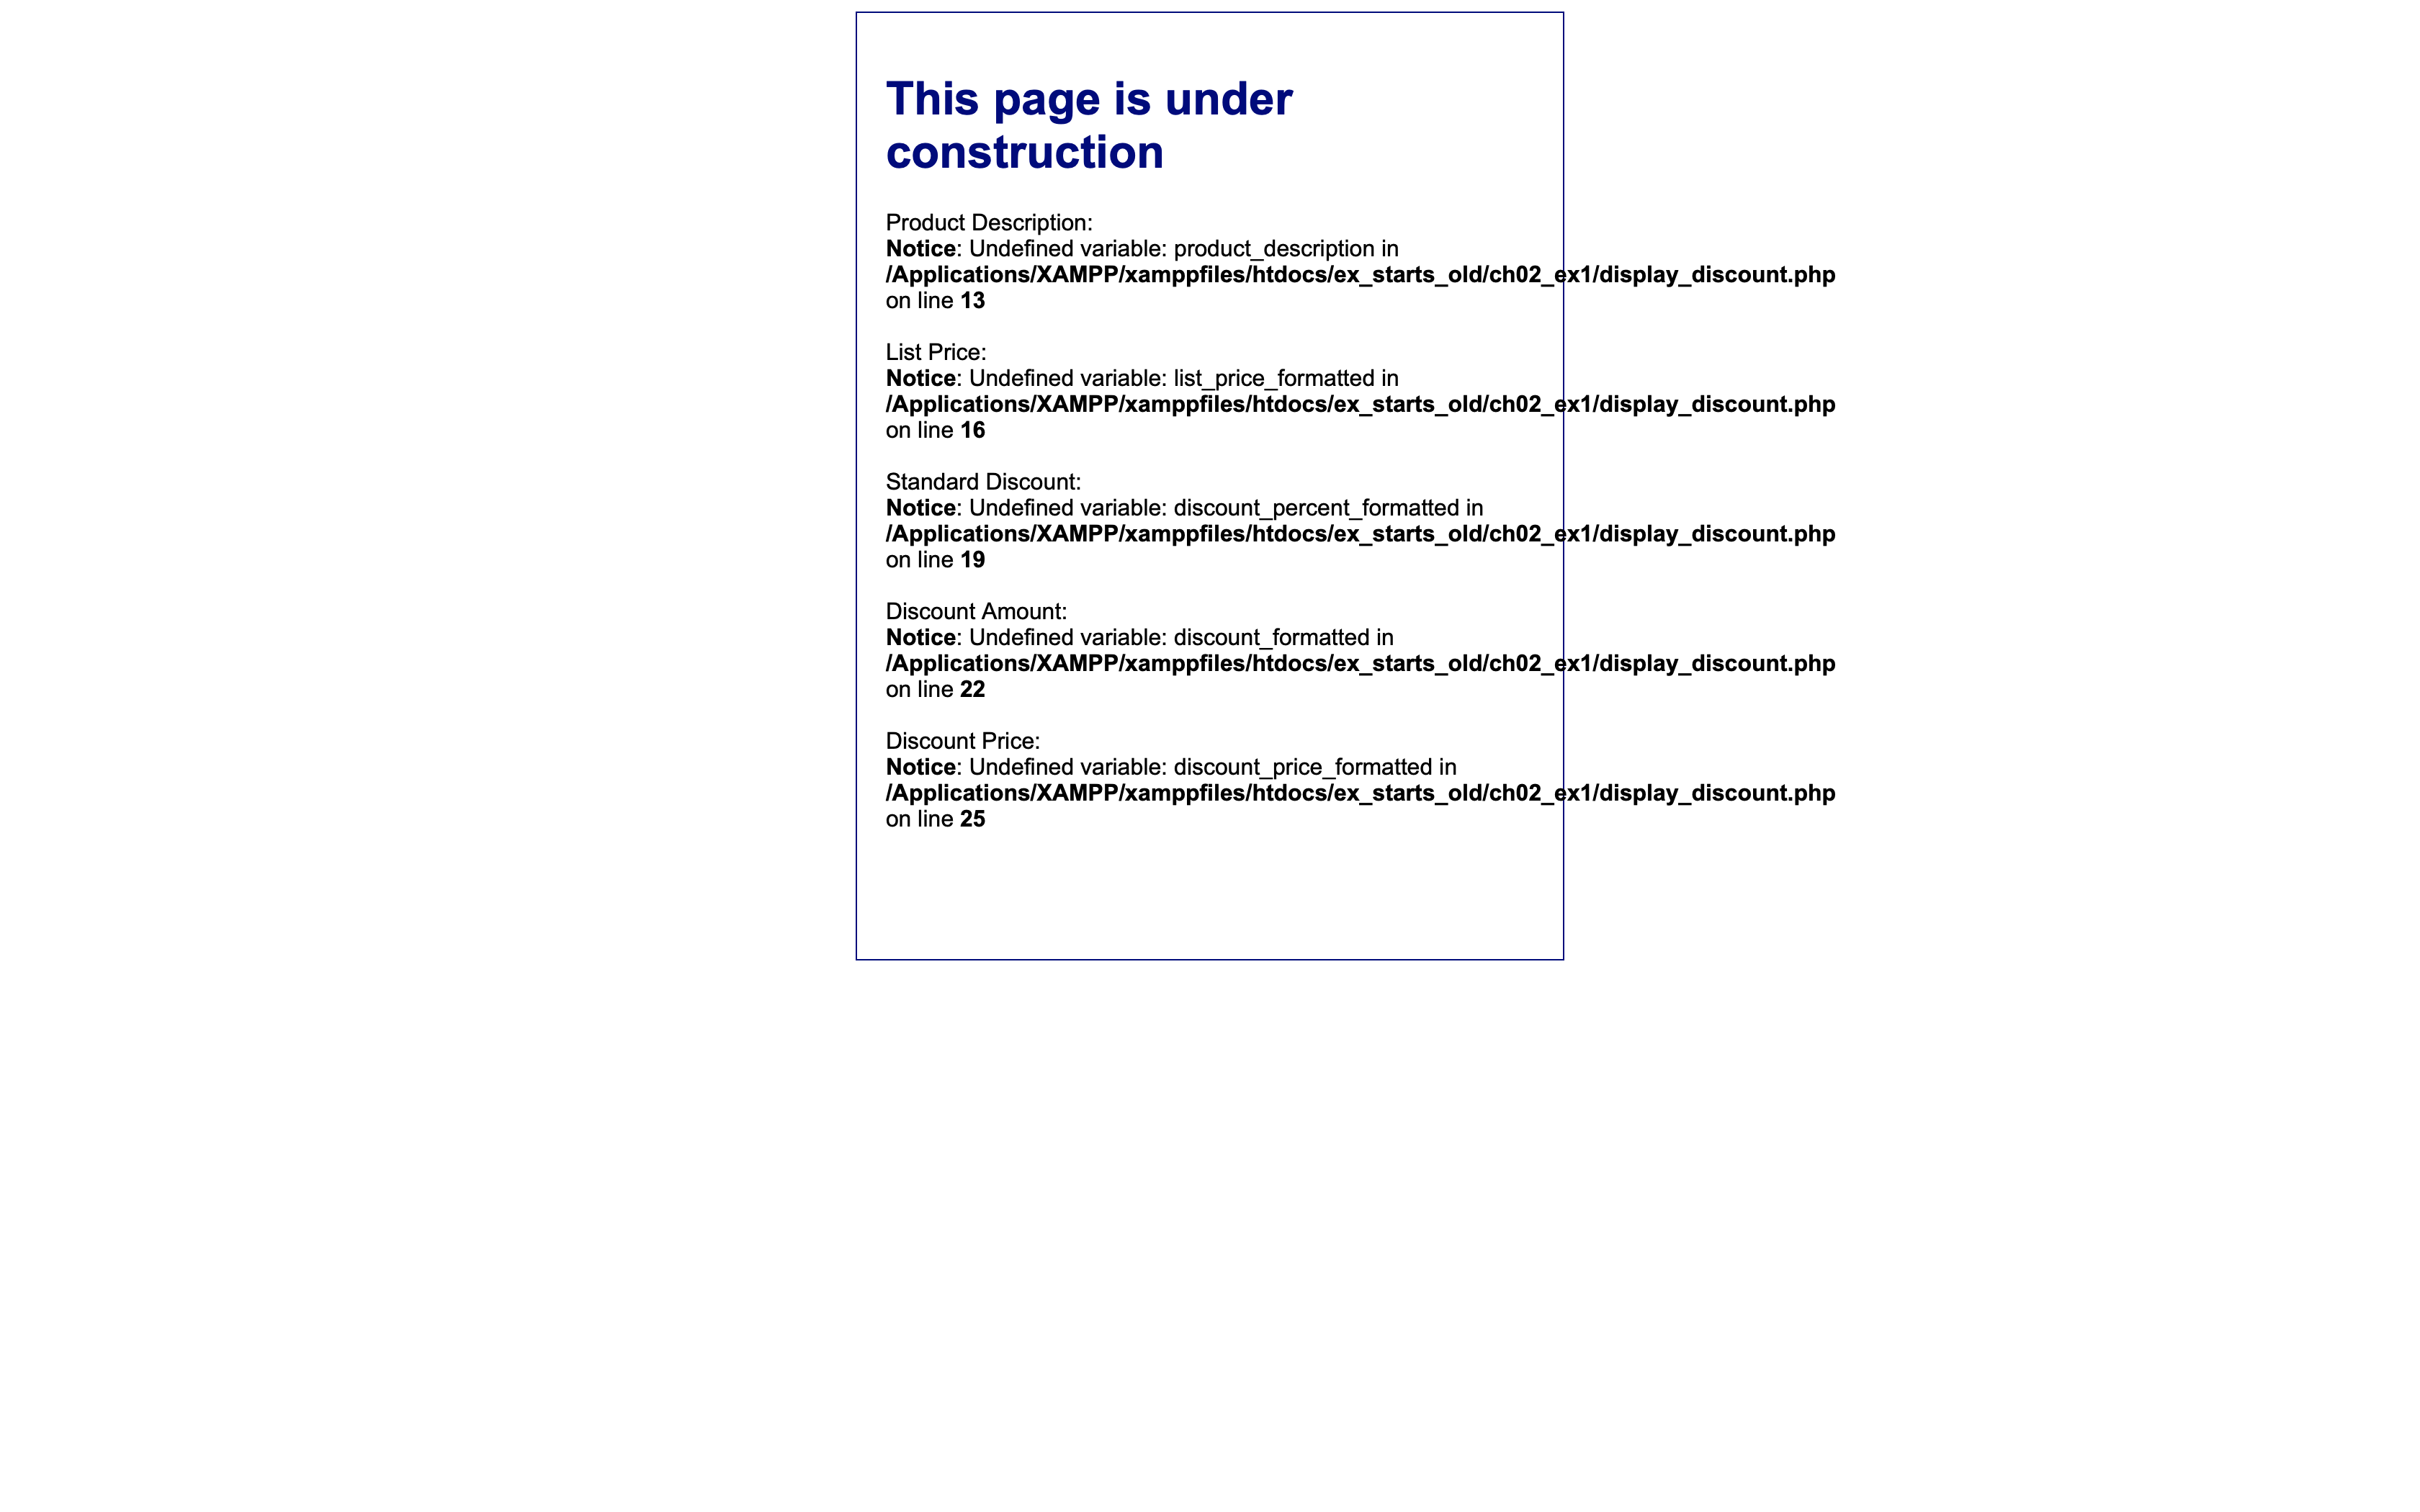 This page is under
construction
Product Description:
Notice: Undefined variable: product_description in
/Applications/XAMPP/xamppfiles/htdocs/ex_starts_old/ch02_ex1/display_discount.php
on line 13
List Price:
Notice: Undefined variable: list_price_formatted in
/Applications/XAMPP/xamppfiles/htdocs/ex_starts_old/ch02_ex1/display_discount.php
on line 16
Standard Discount:
Notice: Undefined variable: discount_percent_formatted in
/Applications/XAMPP/xamppfiles/htdocs/ex_starts_old/ch02_ex1/display_discount.php
on line 19
Discount Amount:
Notice: Undefined variable: discount_formatted in
/Applications/XAMPP/xamppfiles/htdocs/ex_starts_old/ch02_ex1/display_discount.php
on line 22
Discount Price:
Notice: Undefined variable: discount_price_formatted in
/Applications/XAMPP/xamppfiles/htdocs/ex_starts_old/ch02_ex1/display_discount.php
on line 25